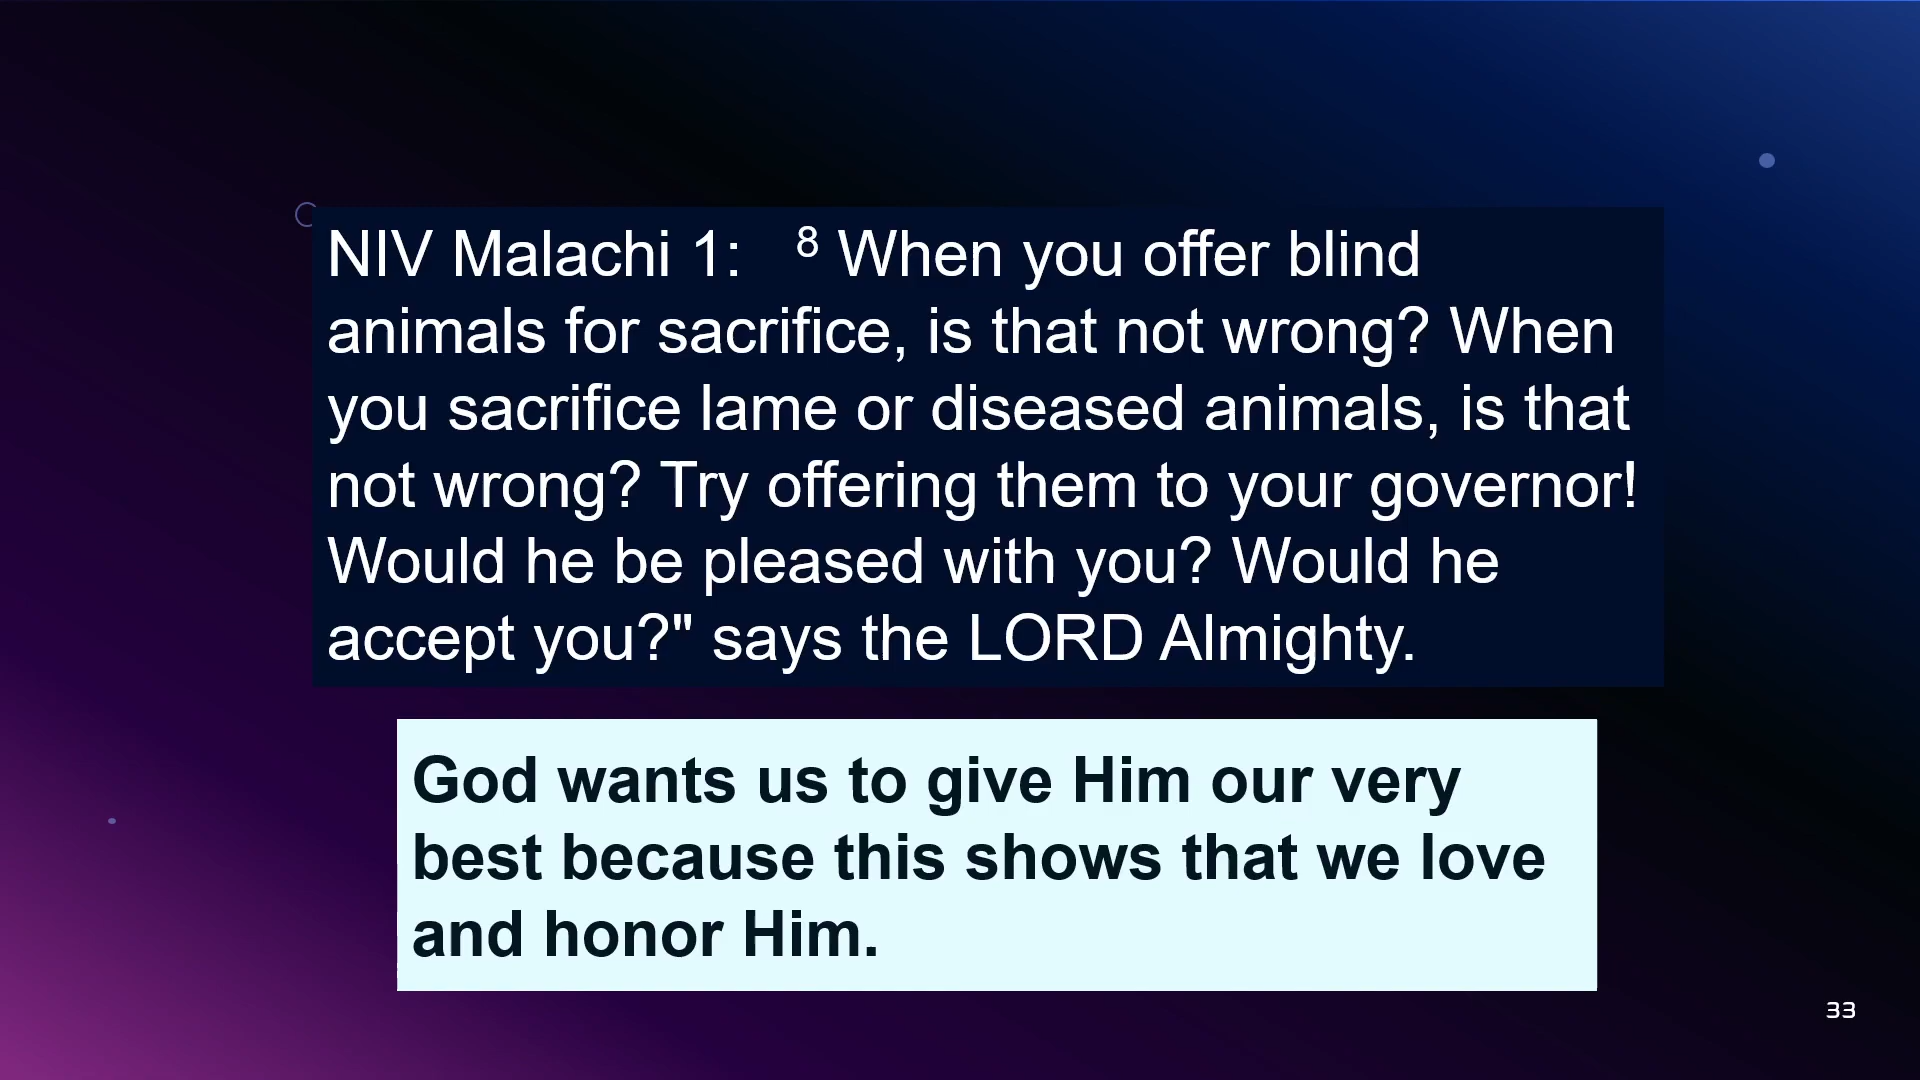 NIV Malachi 1: 8 When you offer blind
animals for sacrifice, is that not wrong? When
you sacrifice lame or diseased animals, is that
not wrong? Try offering them to your governor!
Would he be pleased with you? Would he
accept you?" says the LORD Almighty.
God wants us to give Him our very
best because this shows that we love
and honor Him.
33